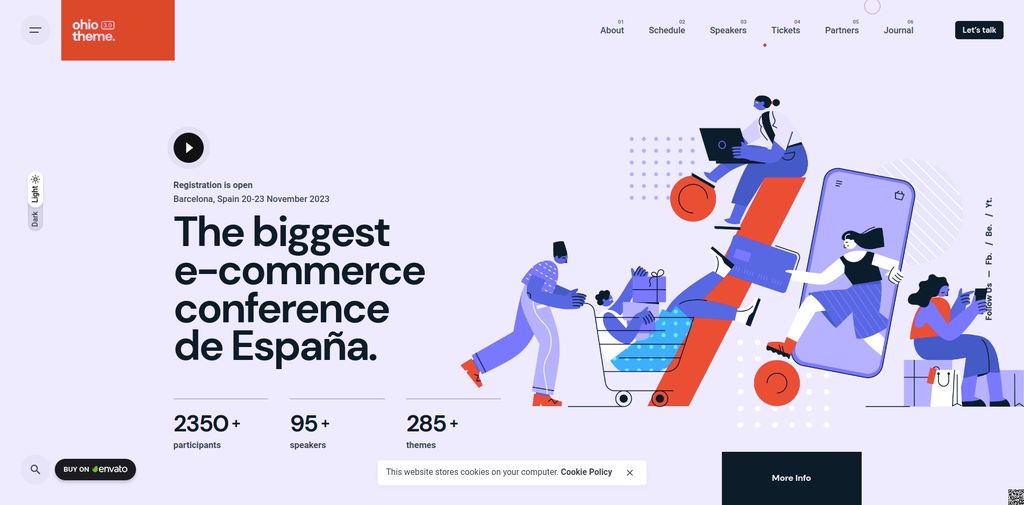 ohio 3.0
theme.
01 02 03 04 05 06
About Schedule Speakers Tickets Partners Journal
Let's talk
Light
Dark
Registration is open
Barcelona, Spain 20-23 November 2023
The biggest
e-commerce
conference
de España.
Follow Us — Fb. / Be. / Yt.
2350 + 95 + 285 +
participants speakers themes
BUY ON envato
This website stores cookies on your computer. Cookie Policy
More Info